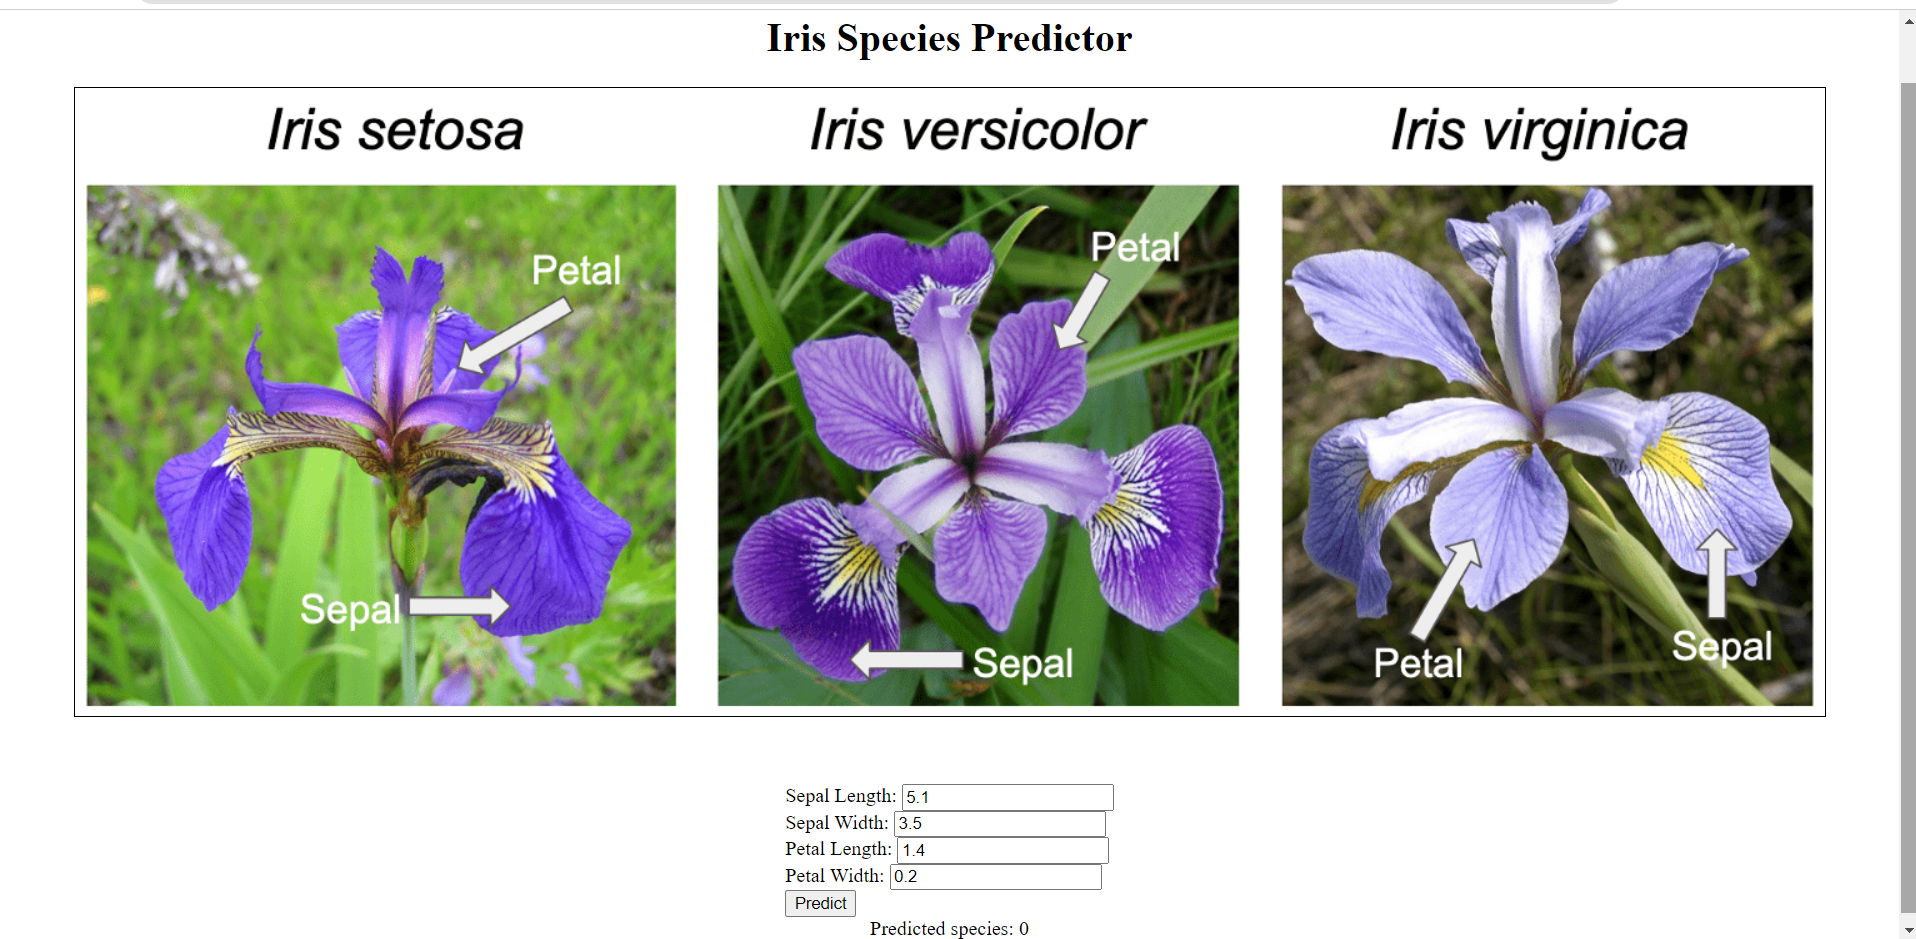 Iris Species Predictor
Iris setosa
Iris versicolor
Iris virginica
Petal
Sepal
Petal
Sepal
Petal
Sepal
Sepal Length: 5.1
Sepal Width: 3.5
Petal Length: 1.4
Petal Width: 0.2
Predict
Predicted species: 0